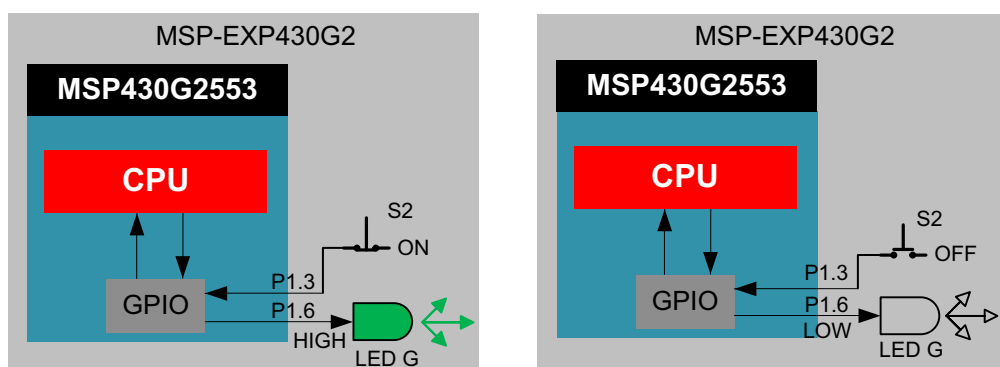 MSP-EXP430G2
MSP430G2553
CPU
S2
ON
P1.3
GPIO
P1.6
HIGH
LED G
MSP-EXP430G2
MSP430G2553
CPU
S2
OFF
P1.3
GPIO
P1.6
LOW
LED G